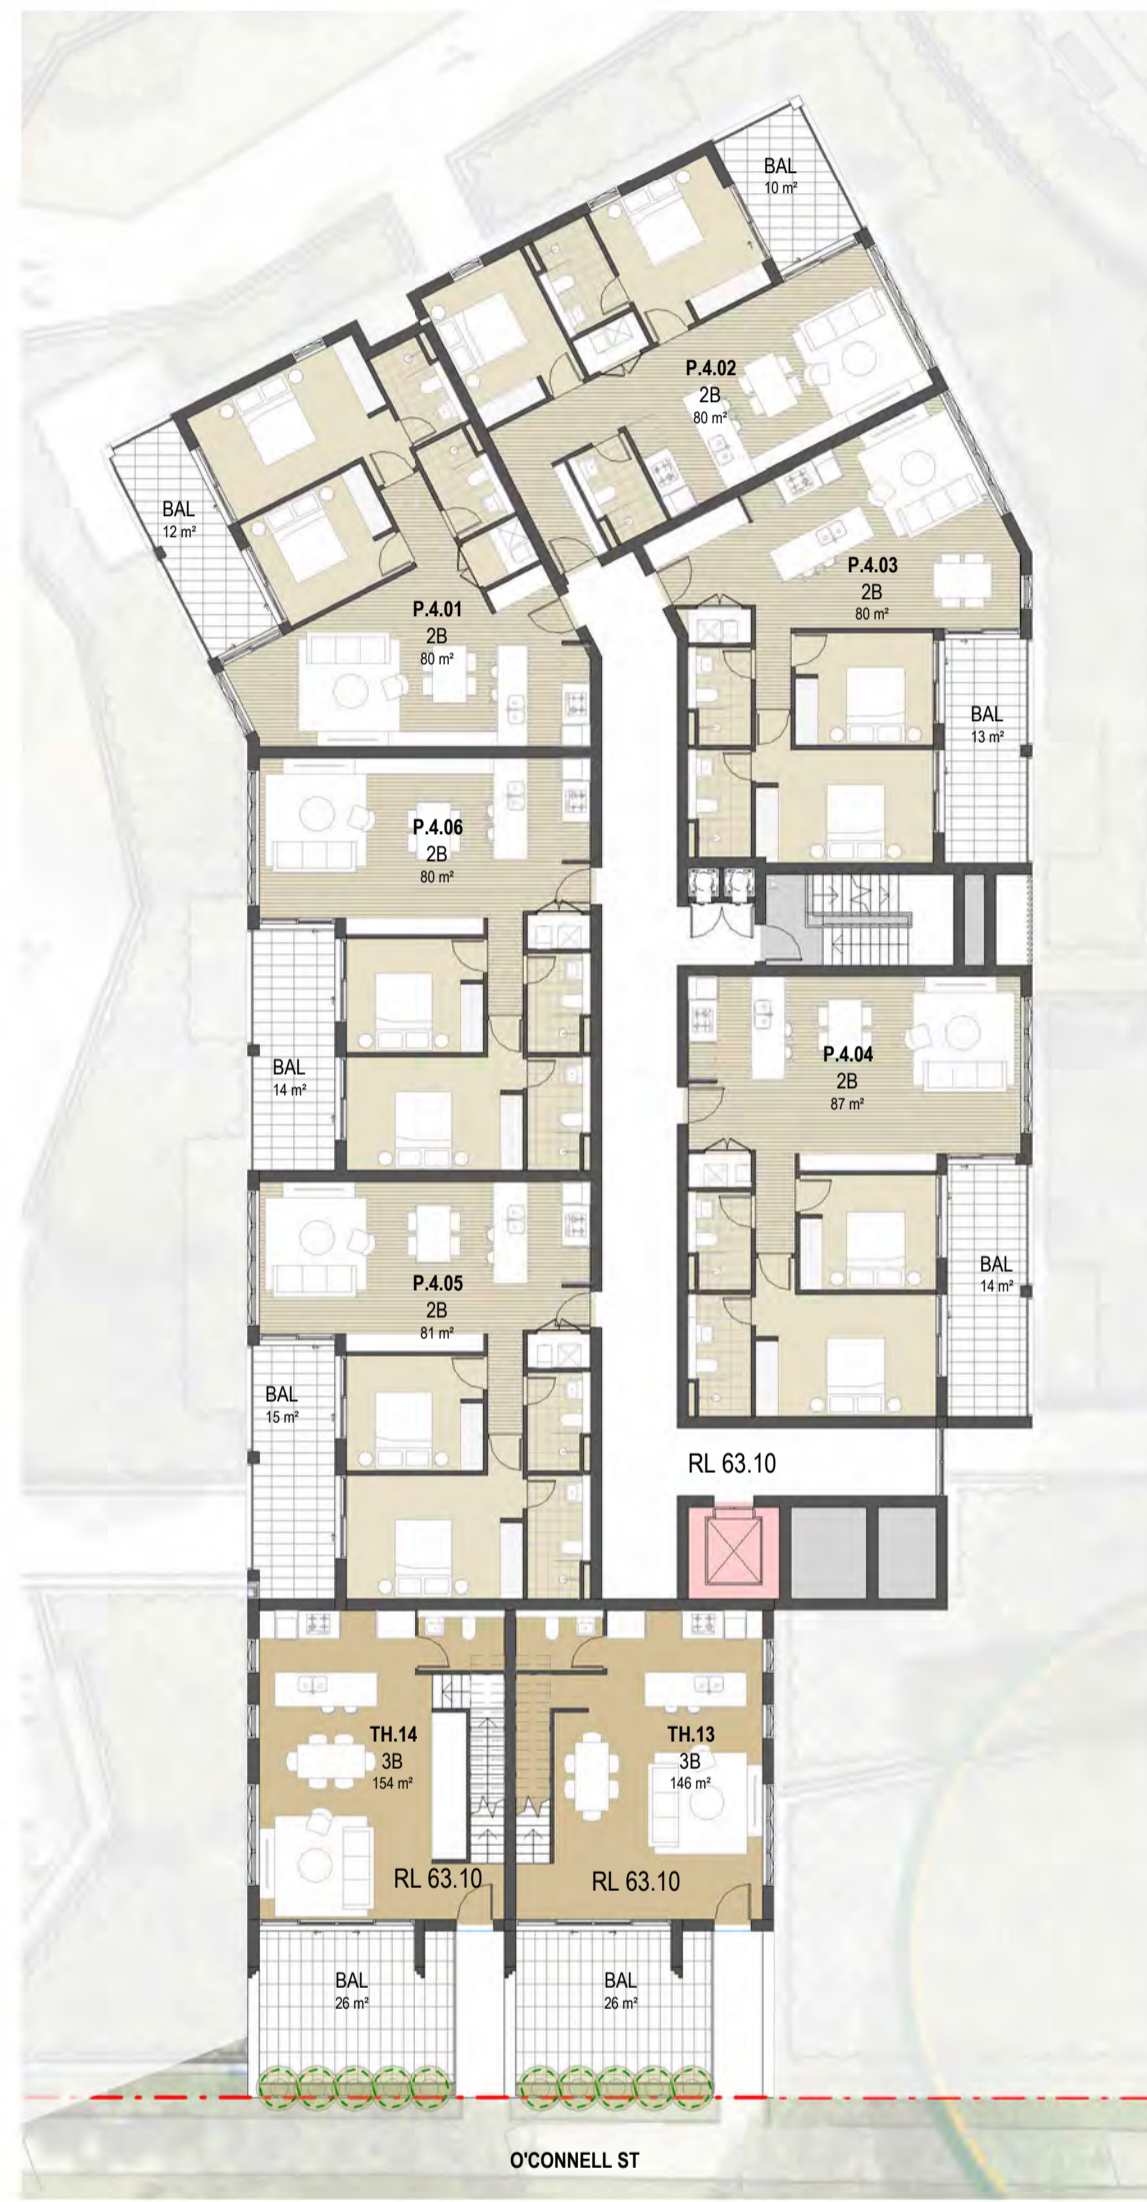 BAL
10 m²
P.4.02
2B
80 m²
BAL
12 m²
P.4.03
2B
80 m²
P.4.01
2B
80 m²
BAL
13 m²
P.4.06
2B
80 m²
P.4.04
2B
87 m²
BAL
14 m²
BAL
14 m²
P.4.05
2B
81 m²
BAL
15 m²
RL 63.10
TH.14
3B
154 m²
TH.13
3B
146 m²
RL 63.10
RL 63.10
BAL
26 m²
BAL
26 m²
O'CONNELL ST